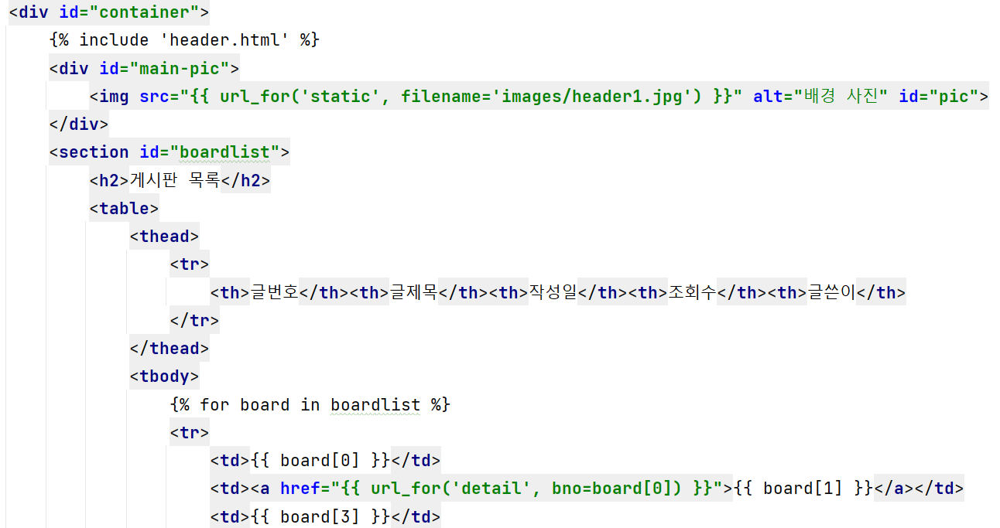 <div id="container">
{% include 'header.html' %}
<div id="main-pic">
<img src="{{ url_for('static', filename='images/header1.jpg') }}" alt="배경 사진" id="pic">
</div>
<section id="boardlist">
<h2>게시판 목록</h2>
<table>
<thead>
<tr>
<th>글번호</th><th>글제목</th><th>작성일</th><th>조회수</th><th>글쓴이</th>
</tr>
</thead>
<tbody>
{% for board in boardlist %}
<tr>
<td>{{ board[0] }}</td>
<td><a href="{{ url_for('detail', bno=board[0]) }}">{{ board[1] }}</a></td>
<td>{{ board[3] }}</td>